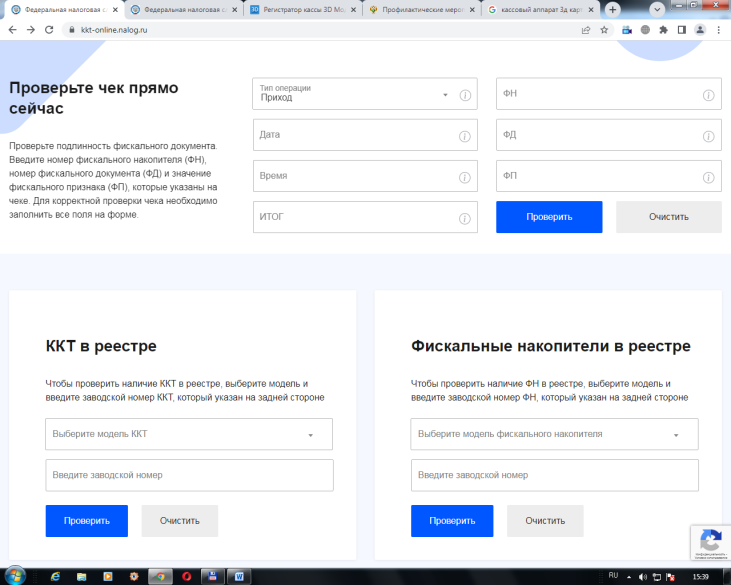 Федеральная налоговая с
Федеральная налоговая с
Регистратор кассы 3D Мо
Профилактические мероп
кассовый аппарат 3д кар
kkt-online.nalog.ru
Проверьте чек прямо
сейчас
Проверьте подлинность фискального документа.
Введите номер фискального накопителя (ФН),
номер фискального документа (ФД) и значение
фискального признака (ФП), которые указаны на
чеке. Для корректной проверки чека необходимо
заполнить все поля на форме.
Тип операции
Приход
ФН
Дата
ФД
Время
ФП
ИТОГ
Проверить
Очистить
ККТ в реестре
Чтобы проверить наличие ККТ в реестре, выберите модель и
введите заводской номер ККТ, который указан на задней стороне
Выберите модель ККТ
Введите заводской номер
Проверить
Очистить
Фискальные накопители в реестре
Чтобы проверить наличие ФН в реестре, выберите модель и
введите заводской номер ФН, который указан на задней стороне
Выберите модель фискального накопителя
Введите заводской номер
Проверить
Очистить
RU
15:39